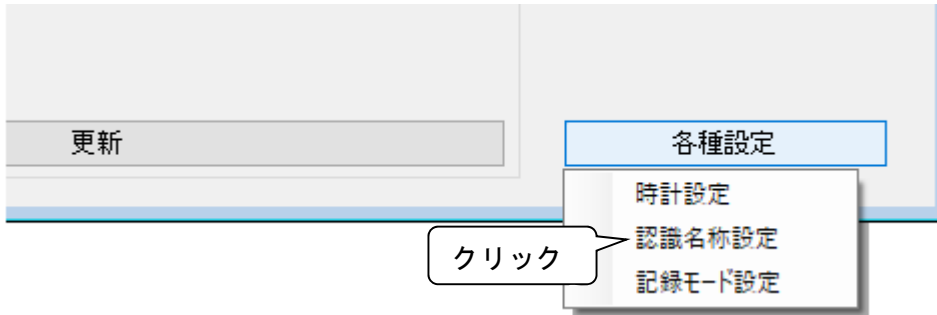 更新
各種設定
時計設定
認識名称設定
記録モード設定
クリック